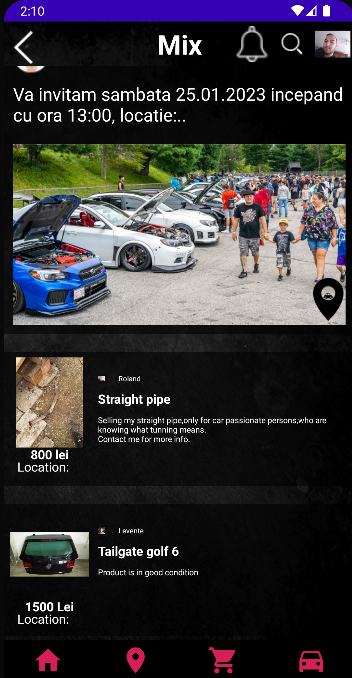 2:10
Mix
Va invitam sambata 25.01.2023 incepand
cu ora 13:00, locatie:..
Roland
Straight pipe
Selling my straight pipe,only for car passionate persons,who are
knowing what tunning means.
Contact me for more info.
800 lei
Location:
Levente
Tailgate golf 6
Product is in good condition
1500 Lei
Location: